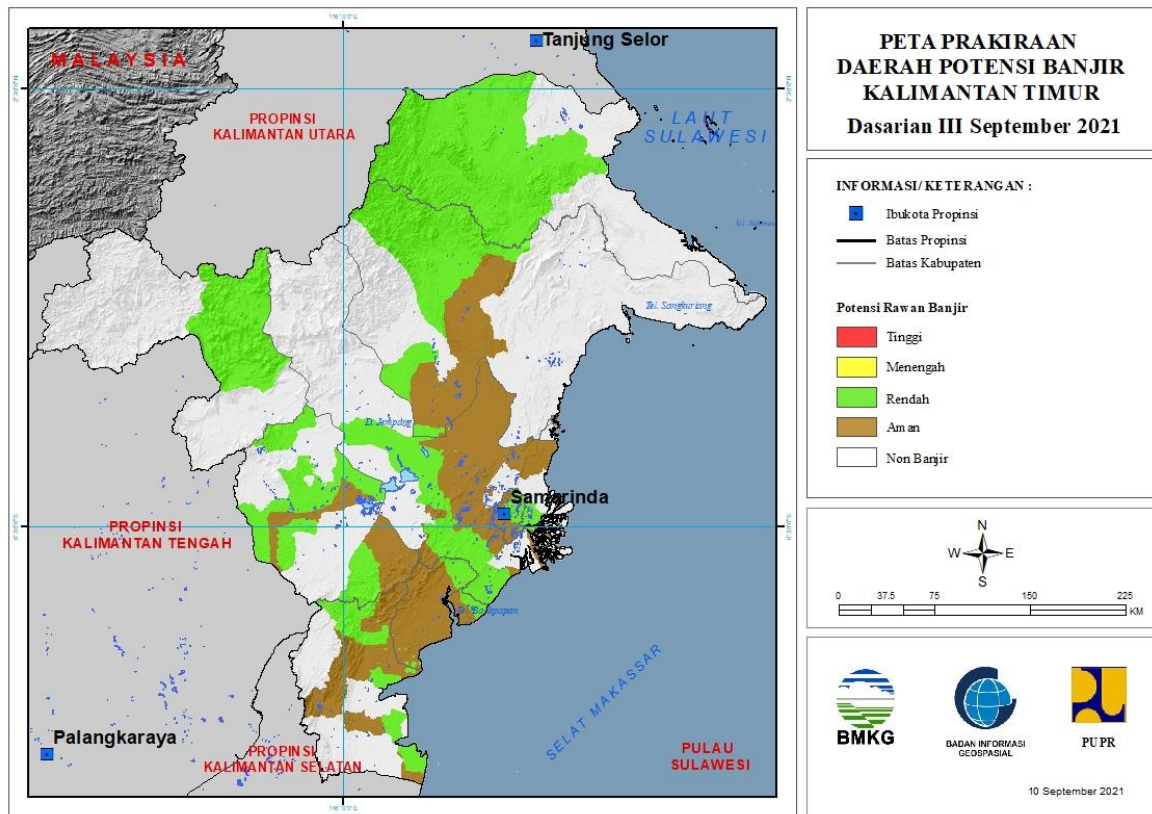 Tanjung Selor
MALAYSIA
PROPINSI
KALIMANTAN UTARA
LAUT
SULAWESI
Tel. Sangkuriang
D. Jempang
Samarinda
PROPINSI
KALIMANTAN TENGAH
Balikpapan
SELAT MAKASSAR
Palangkaraya
PROPINSI
KALIMANTAN SELATAN
PULAU
SULAWESI
PETA PRAKIRAAN
DAERAH POTENSI BANJIR
KALIMANTAN TIMUR
Dasarian III September 2021
INFORMASI/ KETERANGAN :
Ibukota Propinsi
Batas Propinsi
Batas Kabupaten
Potensi Rawan Banjir
Tinggi
Menengah
Rendah
Aman
Non Banjir
N
W E
S
0 37.5 75 150 225
KM
BMKG
BADAN INFORMASI
GEOSPASIAL
PUPR
10 September 2021